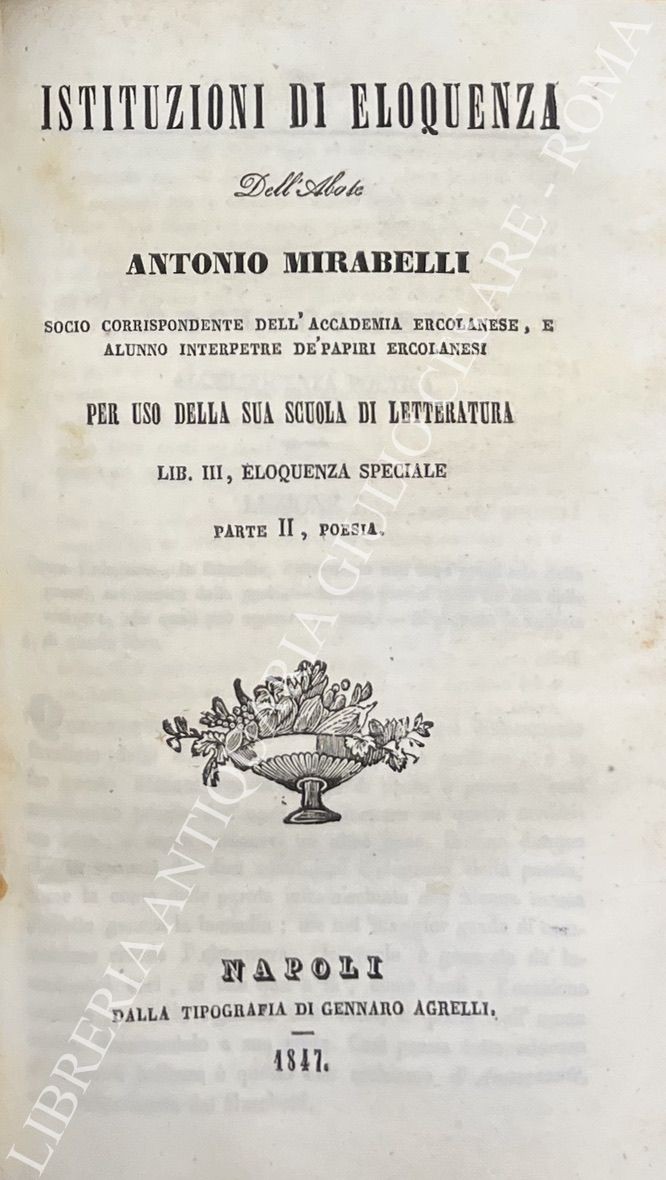 ISTITUZIONI DI ELOQUENZA
Dell'Abate
ANTONIO MIRABELLI
SOCIO CORRISPONDENTE DELL'ACCADEMIA ERCOLANESE, E
ALUNNO INTERPETRE DE'PAPIRI ERCOLANESI
PER USO DELLA SUA SCUOLA DI LETTERATURA
LIB. III, ELOQUENZA SPECIALE
PARTE II, POESIA.
NAPOLI
DALLA TIPOGRAFIA DI GENNARO AGRELLI.
1847.
LIBRERIA ANTIQUARIA GIULIOCESARE - ROMA